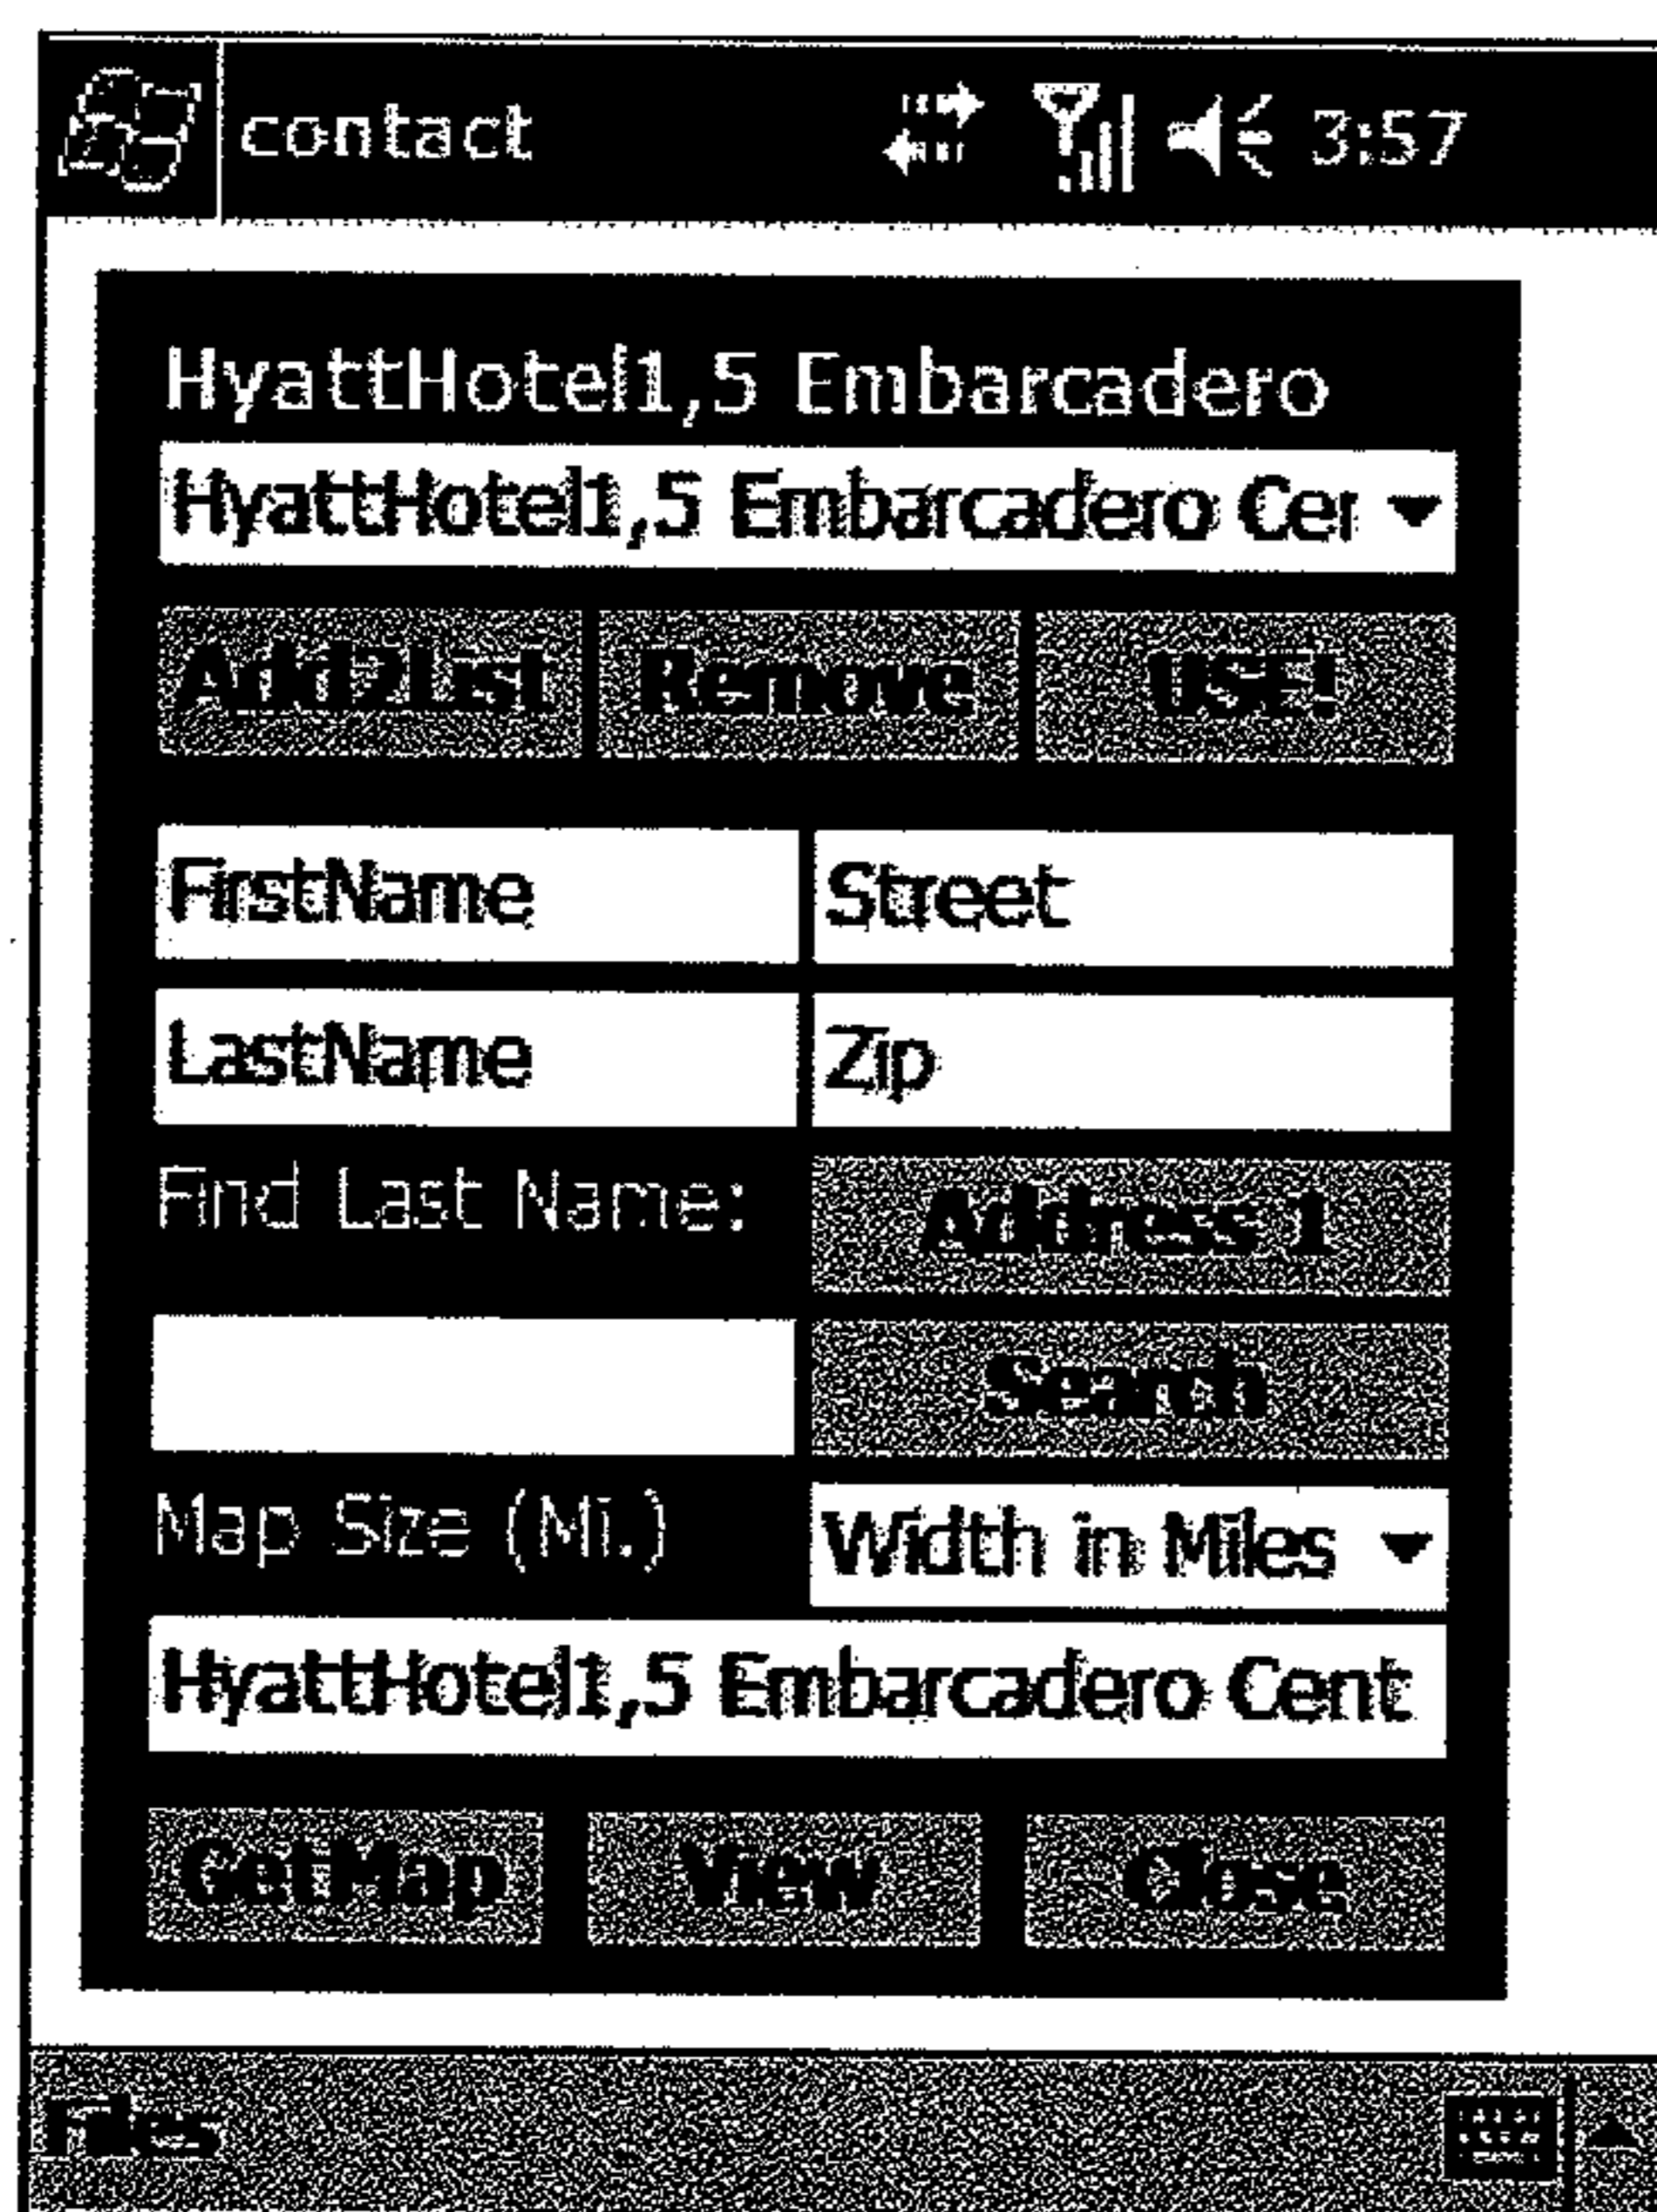 contact 3:57
HyattHotel1,5 Embarcadero
HyattHotel1,5 Embarcadero Cer
Add2List Remove USE!
FirstName Street
LastName Zip
Find Last Name: Address 1
Search
Map Size (Mi.) Width in Miles
HyattHotel1,5 Embarcadero Cent
GetMap View Close
Files